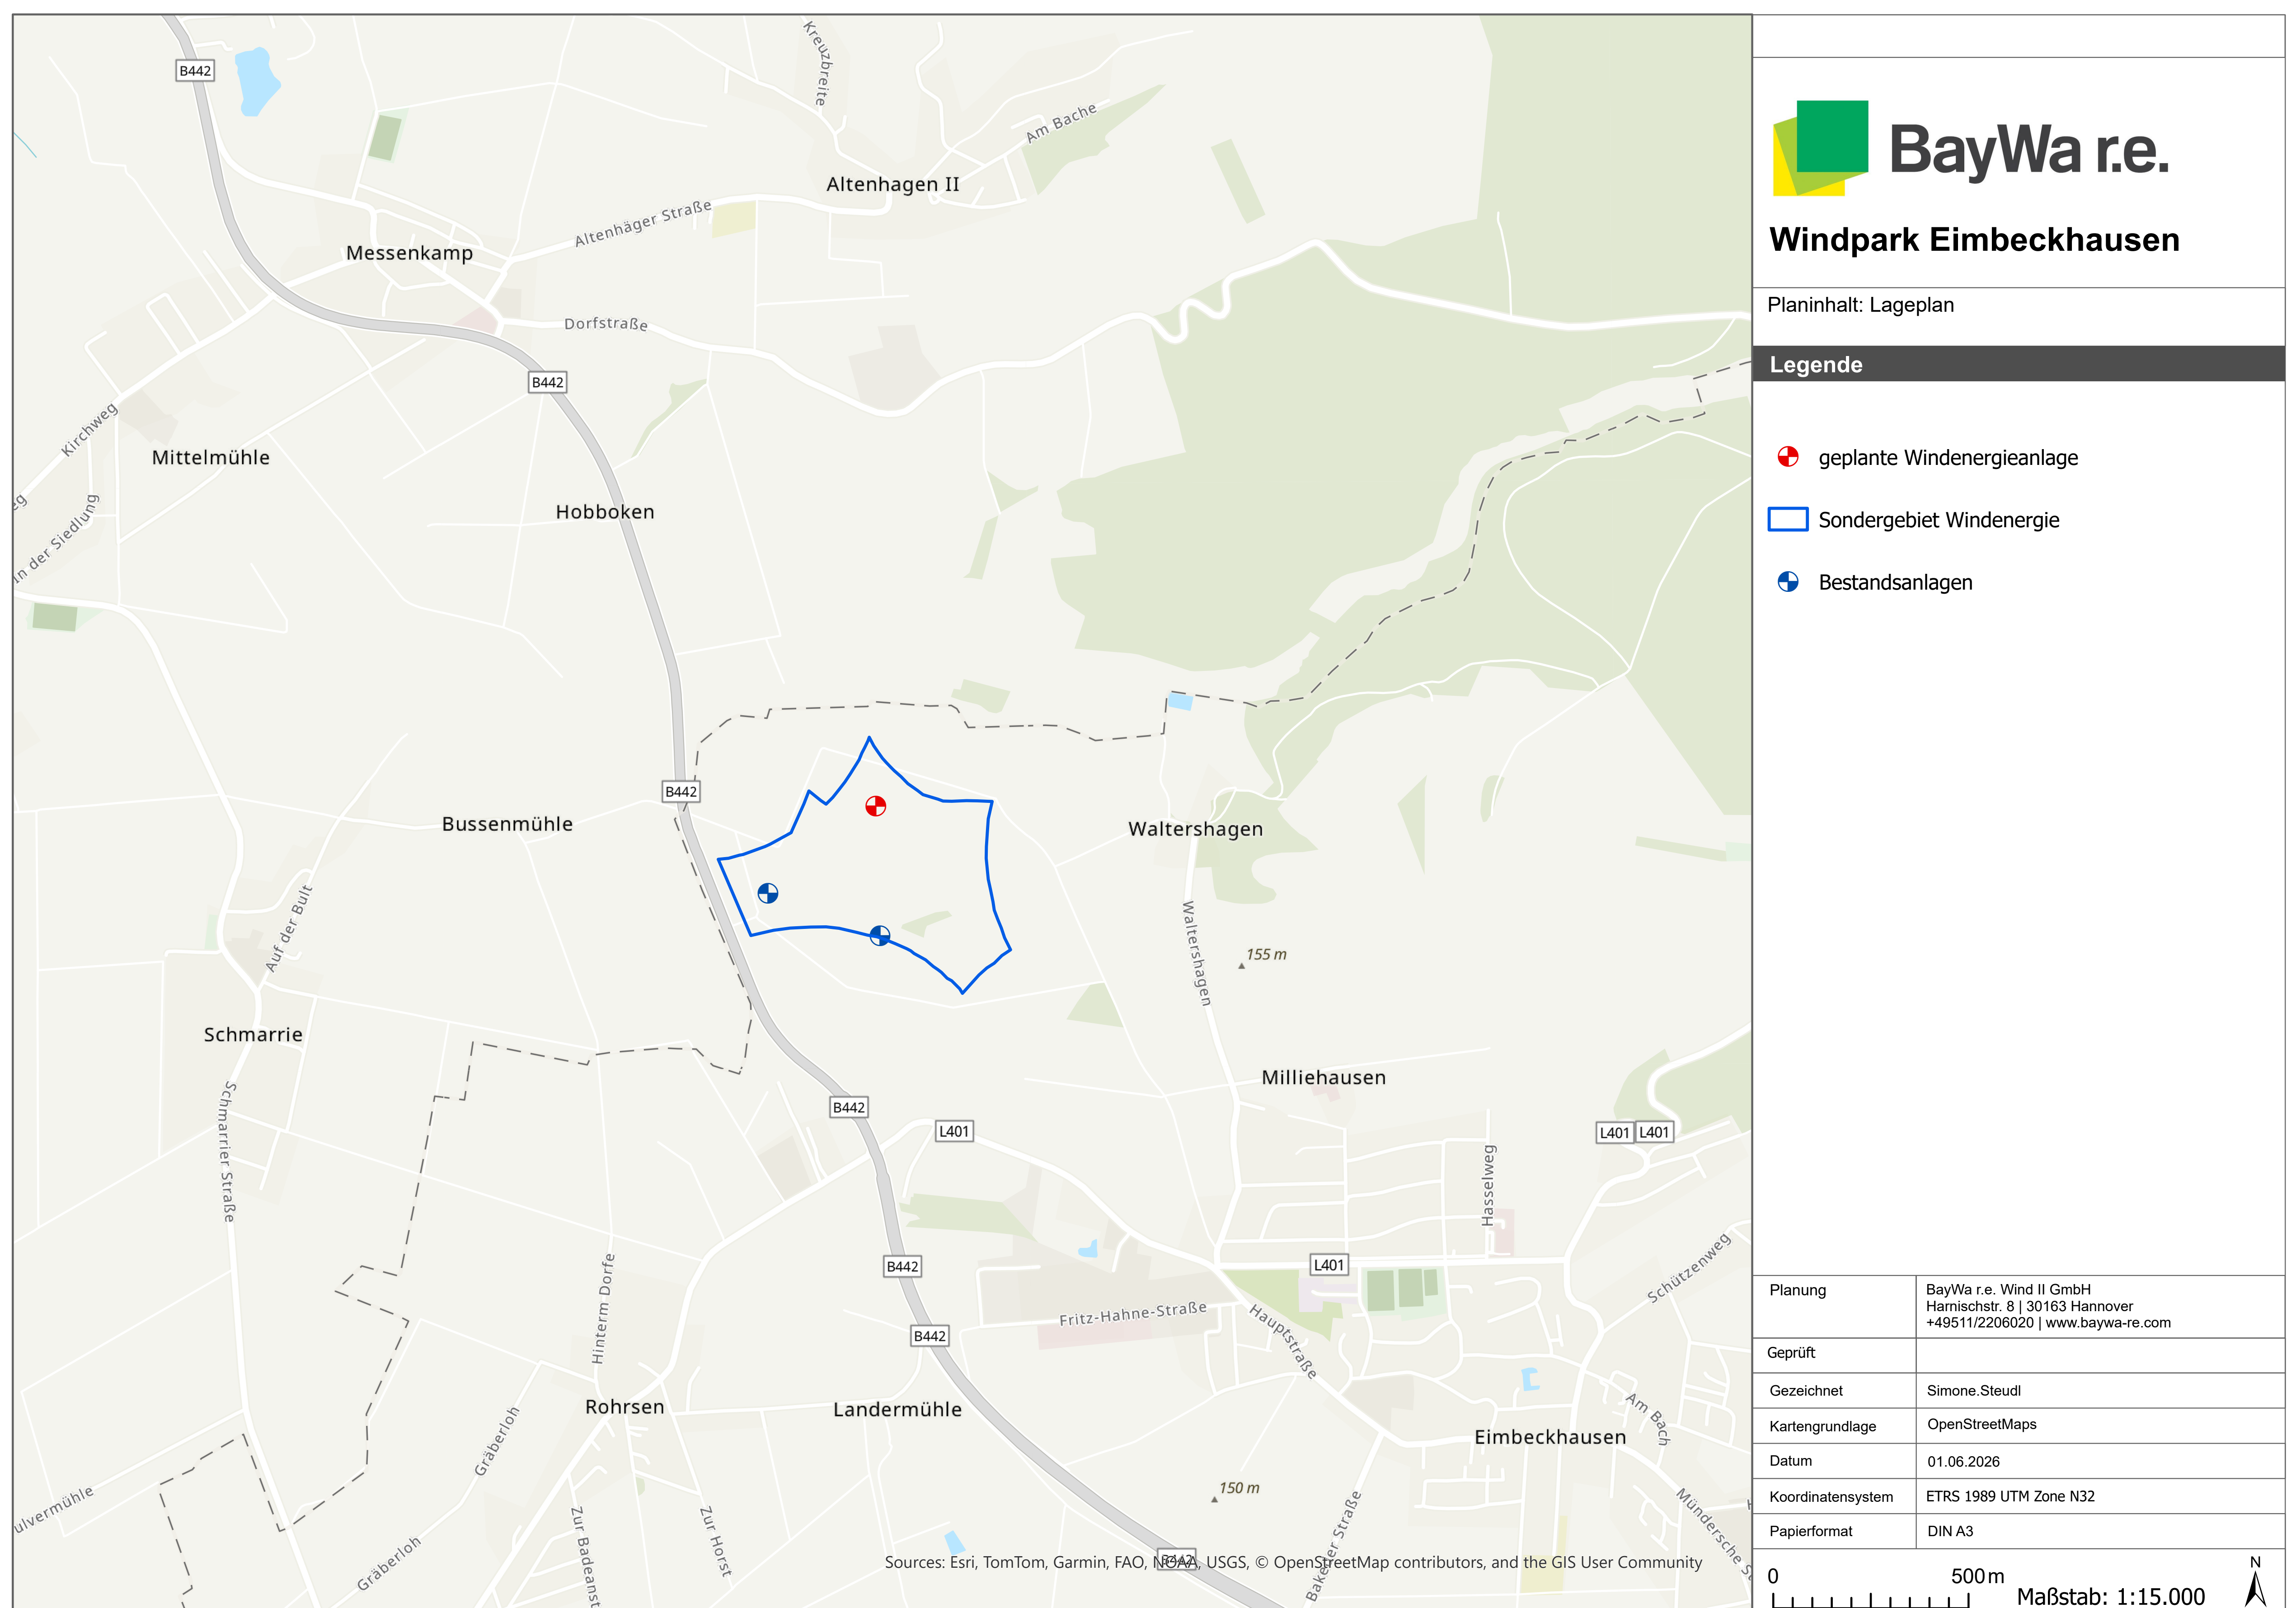 B442
Kreuzbreite
Am Bache
Altenhagen II
Altenhäger Straße
Messenkamp
Dorfstraße
B442
Kirchweg
Mittelmühle
In der Siedlung
Hobboken
B442
Bussenmühle
Waltershagen
Auf der Bult
Waltershagen
155 m
Schmarrie
Milliehausen
Schmarrier Straße
B442
L401
L401
L401
Hasselweg
Schützenweg
B442
L401
Hinterm Dorfe
Fritz-Hahne-Straße
Hauptstraße
B442
Rohrsen
Landermühle
Am Bach
Eimbeckhausen
Gräberloh
150 m
ulvermühle
Zur Badeanst
Zur Horst
Gräberloh
Bakeder Straße
Mündersche St
B442
Sources: Esri, TomTom, Garmin, FAO, NOAA, USGS, © OpenStreetMap contributors, and the GIS User Community
BayWa r.e.
Windpark Eimbeckhausen
Planinhalt: Lageplan
Legende
geplante Windenergieanlage
Sondergebiet Windenergie
Bestandsanlagen
Planung
BayWa r.e. Wind II GmbH
Harnischstr. 8 | 30163 Hannover
+49511/2206020 | www.baywa-re.com
Geprüft
Gezeichnet Simone.Steudl
Kartengrundlage OpenStreetMaps
Datum 01.06.2026
Koordinatensystem ETRS 1989 UTM Zone N32
Papierformat DIN A3
0 500 m
Maßstab: 1:15.000
N